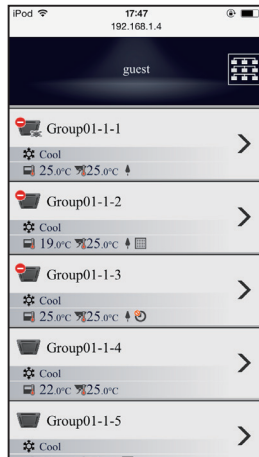 iPod 17:47
192.168.1.4
guest
Group01-1-1
Cool
25.0°C 25.0°C
Group01-1-2
Cool
19.0°C 25.0°C
Group01-1-3
Cool
25.0°C 25.0°C
Group01-1-4
Cool
22.0°C 25.0°C
Group01-1-5
Cool